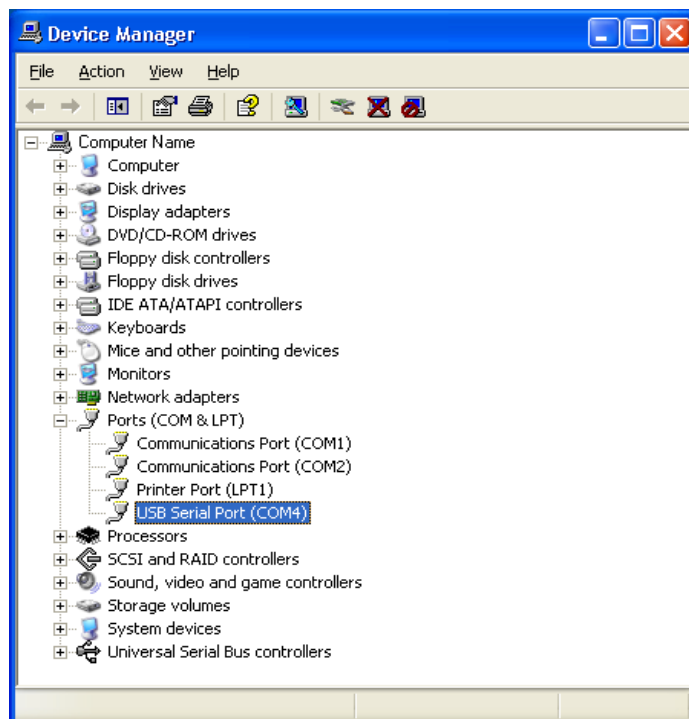 Device Manager
File Action View Help
Computer Name
Computer
Disk drives
Display adapters
DVD/CD-ROM drives
Floppy disk controllers
Floppy disk drives
IDE ATA/ATAPI controllers
Keyboards
Mice and other pointing devices
Monitors
Network adapters
Ports (COM & LPT)
Communications Port (COM1)
Communications Port (COM2)
Printer Port (LPT1)
USB Serial Port (COM4)
Processors
SCSI and RAID controllers
Sound, video and game controllers
Storage volumes
System devices
Universal Serial Bus controllers